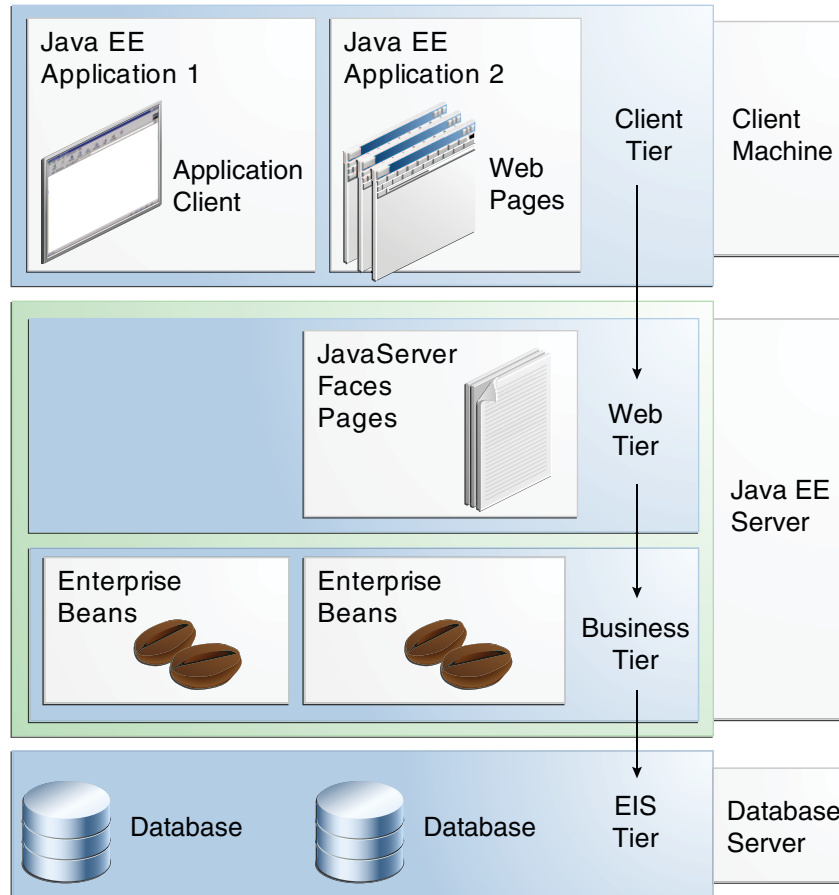 Java EE
Application 1
Application
Client
Java EE
Application 2
Web
Pages
Client
Tier
Client
Machine
JavaServer
Faces
Pages
Web
Tier
Java EE
Server
Enterprise
Beans
Enterprise
Beans
Business
Tier
Database
Database
EIS
Tier
Database
Server